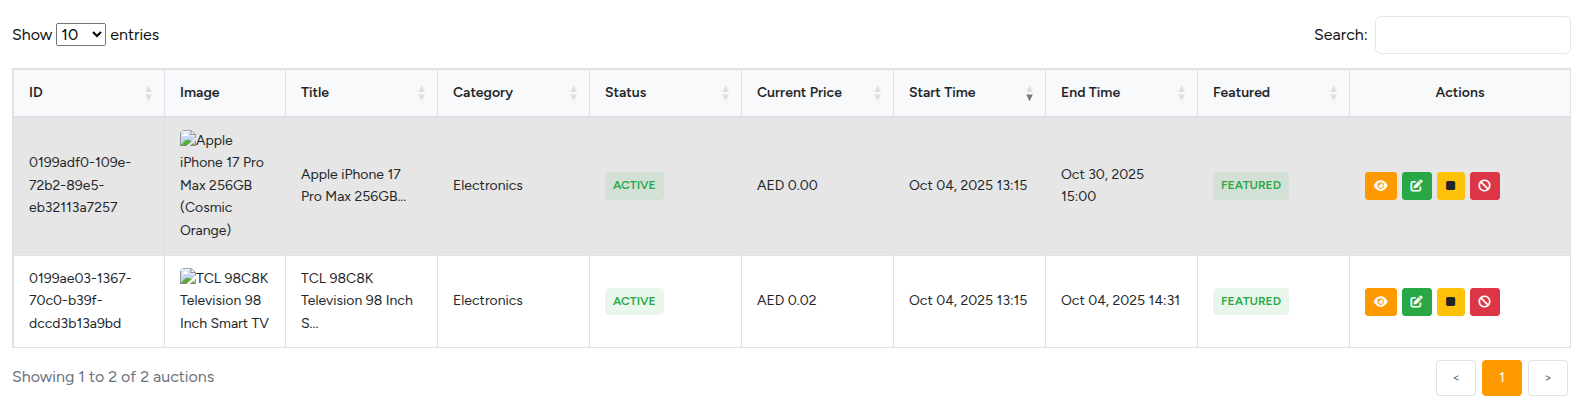 Show 10 entries
Search:
ID Image Title Category Status Current Price Start Time End Time Featured Actions
0199adf0-109e-
72b2-89e5-
eb32113a7257
Apple
iPhone 17 Pro
Max 256GB
(Cosmic
Orange)
Apple iPhone 17
Pro Max 256GB...
Electronics
ACTIVE
AED 0.00
Oct 04, 2025 13:15
Oct 30, 2025
15:00
FEATURED
0199ae03-1367-
70c0-b39f-
dccd3b13a9bd
TCL 98C8K
Television 98
Inch Smart TV
TCL 98C8K
Television 98 Inch
S...
Electronics
ACTIVE
AED 0.02
Oct 04, 2025 13:15
Oct 04, 2025 14:31
FEATURED
Showing 1 to 2 of 2 auctions
< 1 >